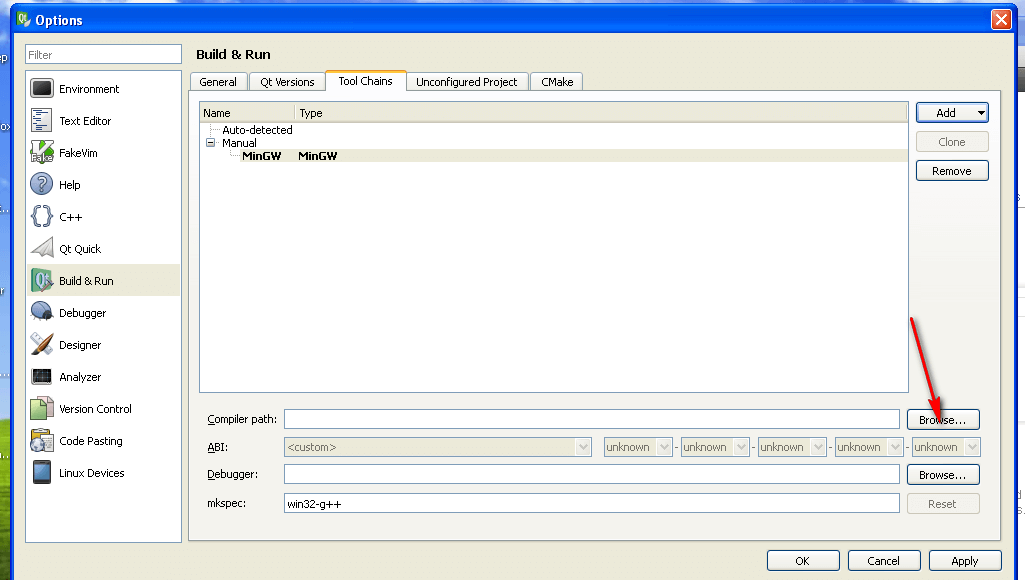 Options
Filter
Environment
Text Editor
FakeVim
Help
C++
Qt Quick
Build & Run
Debugger
Designer
Analyzer
Version Control
Code Pasting
Linux Devices
Build & Run
General Qt Versions Tool Chains Unconfigured Project CMake
Name Type
Auto-detected
Manual
MinGW MinGW
Add
Clone
Remove
Compiler path: Browse...
ABI: <custom> unknown - unknown - unknown - unknown - unknown
Debugger: Browse...
mkspec: win32-g++ Reset
OK Cancel Apply